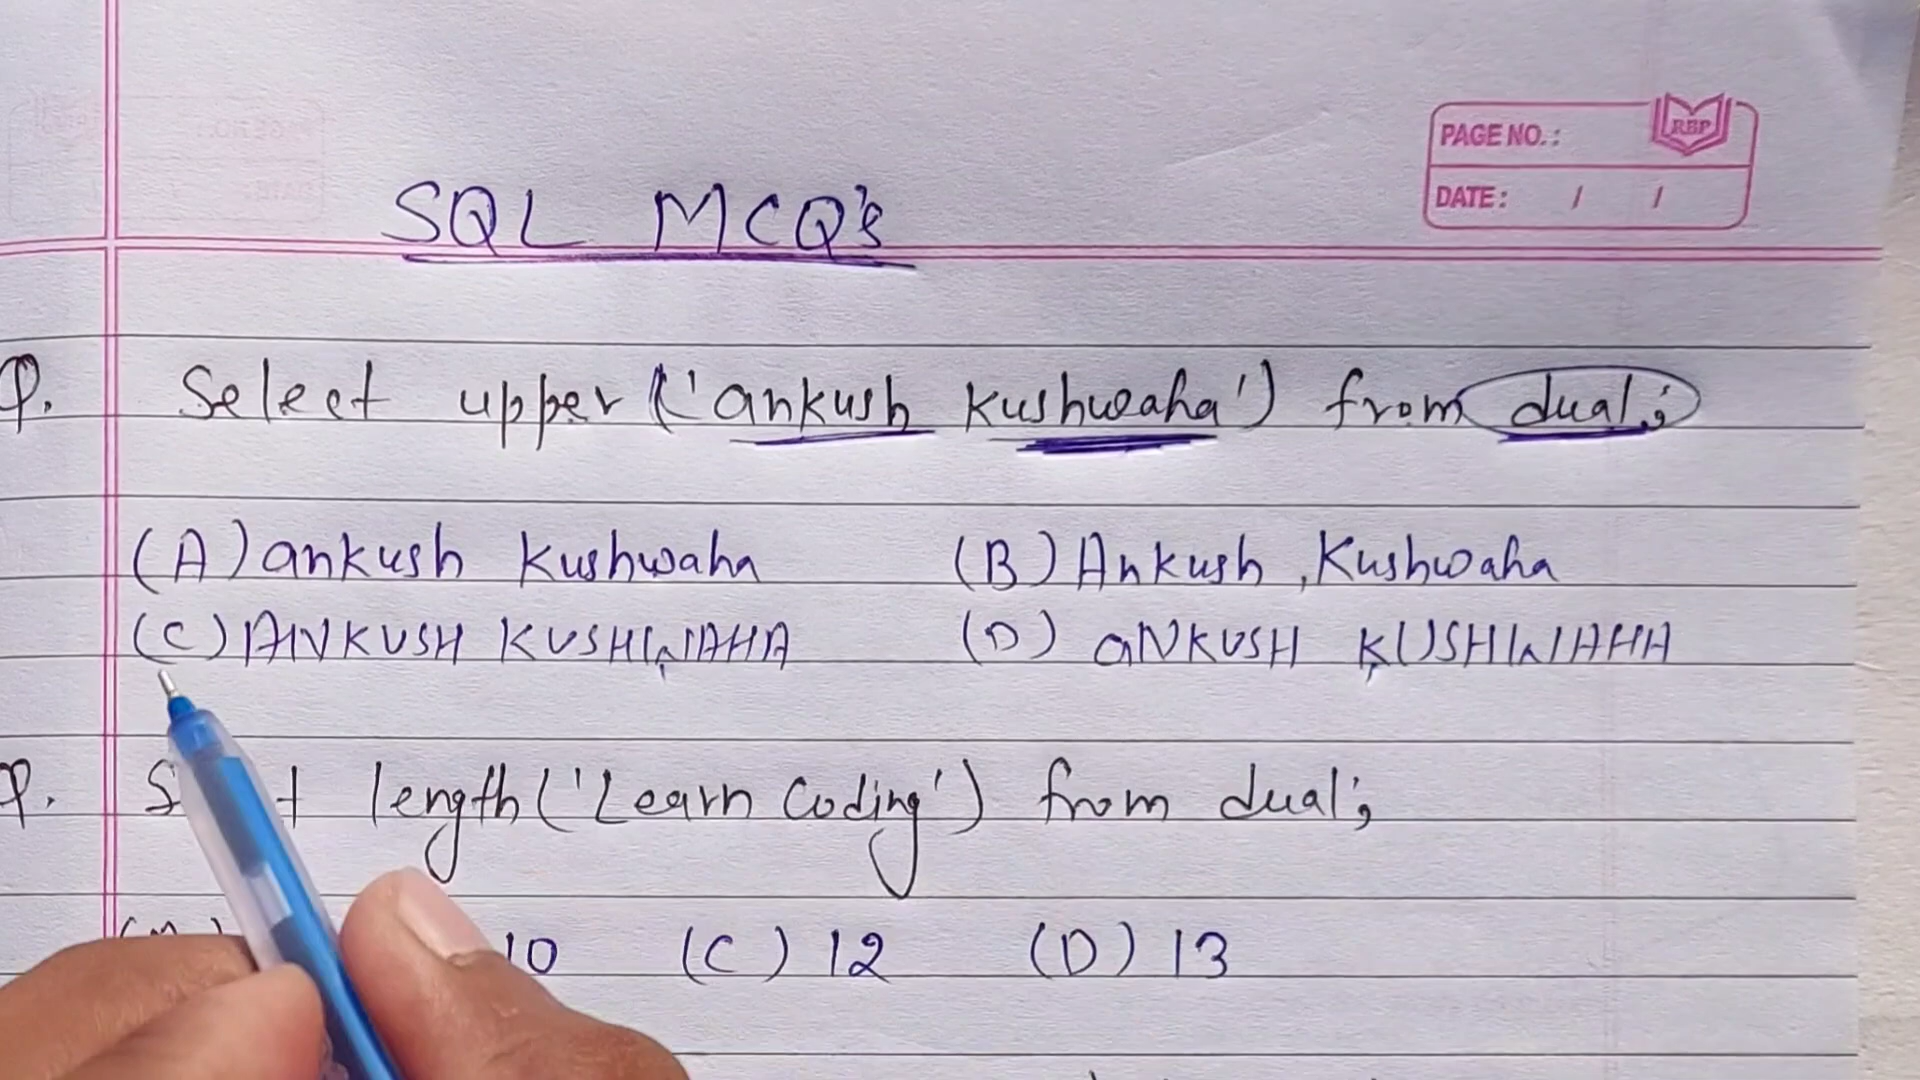 PAGE NO.: RBP
DATE: / /
SQL MCQ's
Q. Select upper('ankush Kushwaha') from dual;
(A) ankush Kushwaha (B) Ankush, Kushwaha
(C) ANKUSH KUSHWAHA (D) aNKUSH KUSHWAHA
Q. length('Learn Coding') from dual;
10 (C) 12 (D) 13